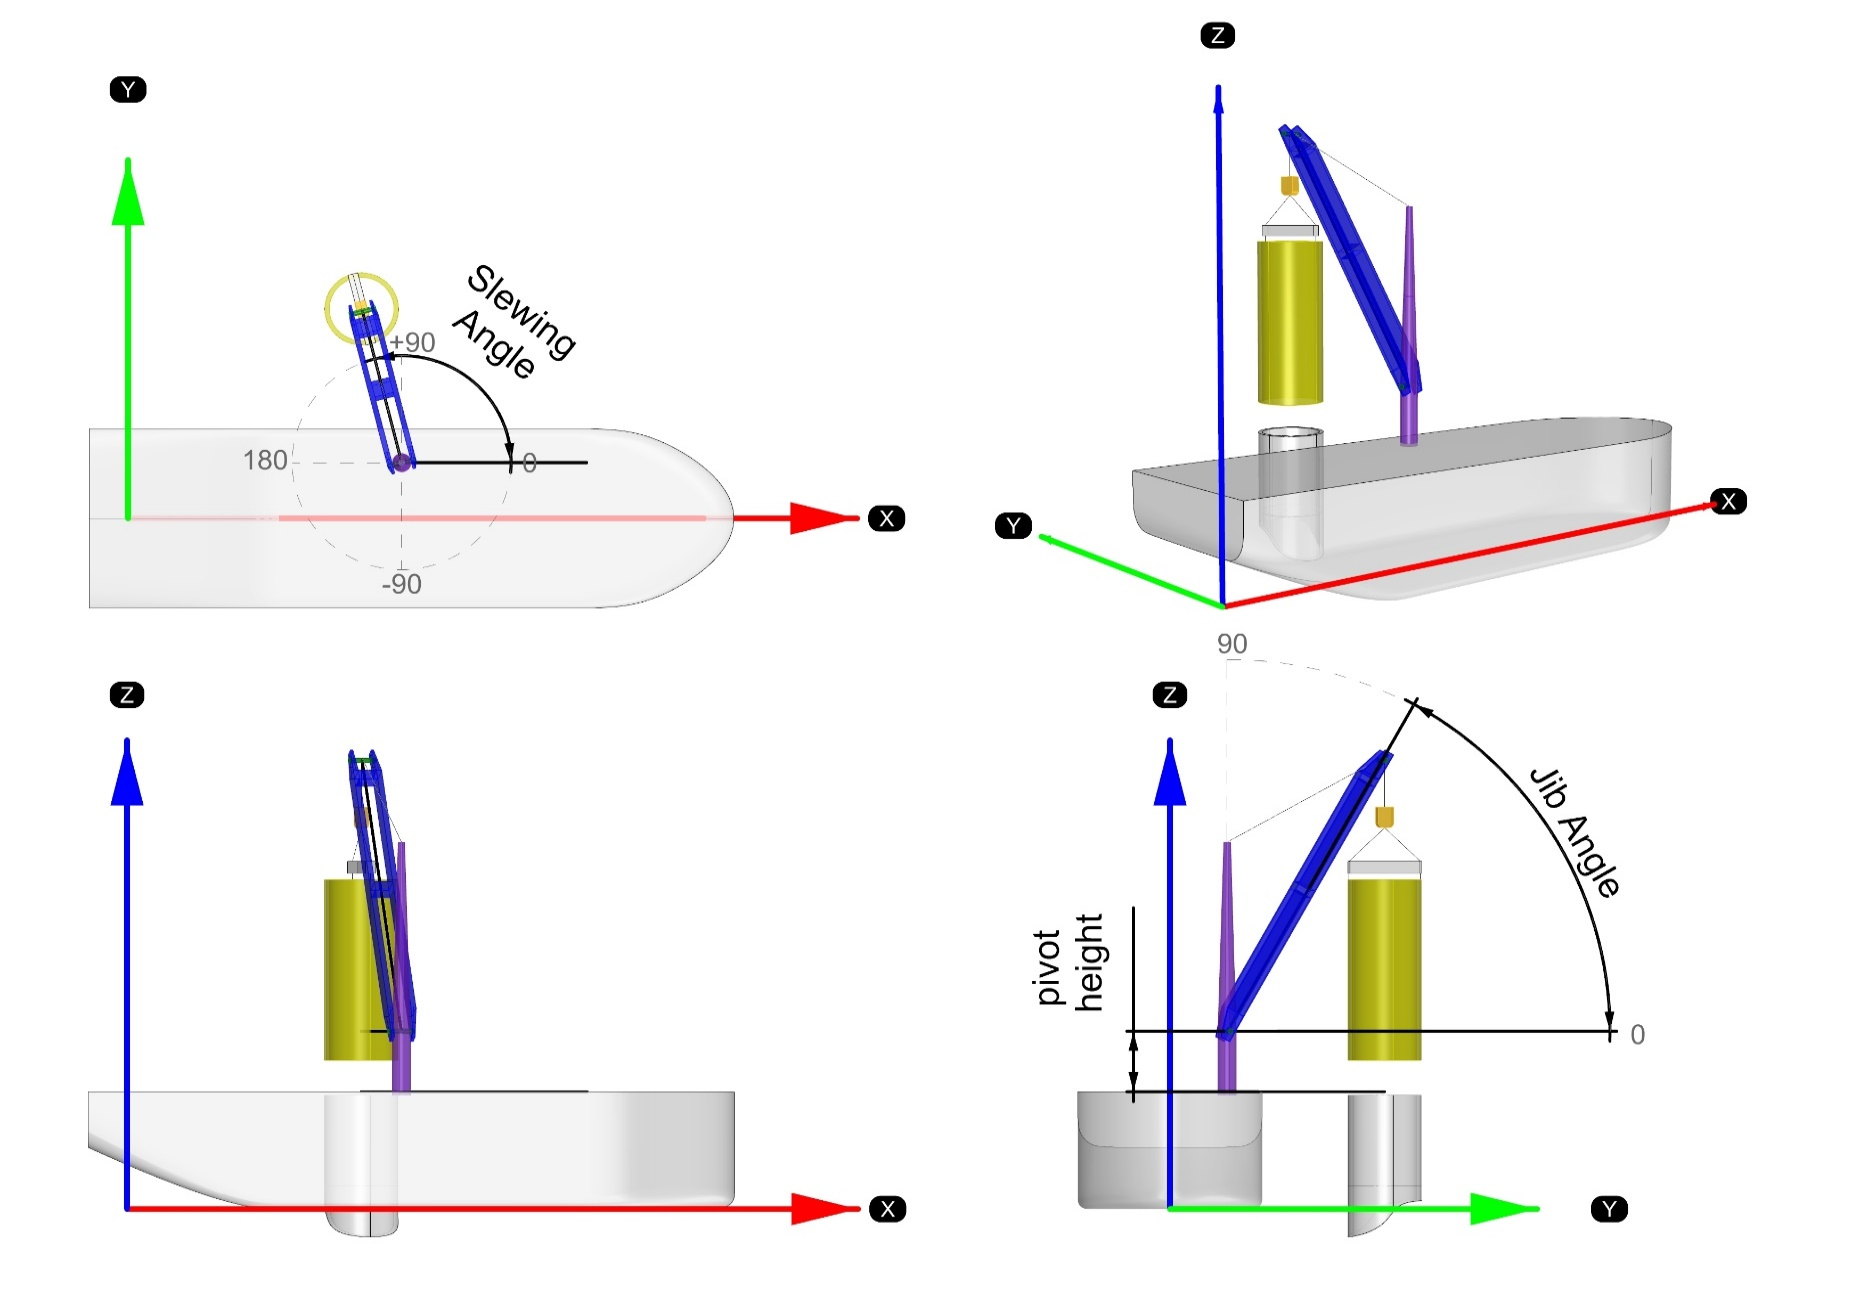 Y
Slewing
Angle
+90
180
0
X
-90
Z
Y
X
Z
X
90
Z
Jib Angle
pivot
height
0
Y